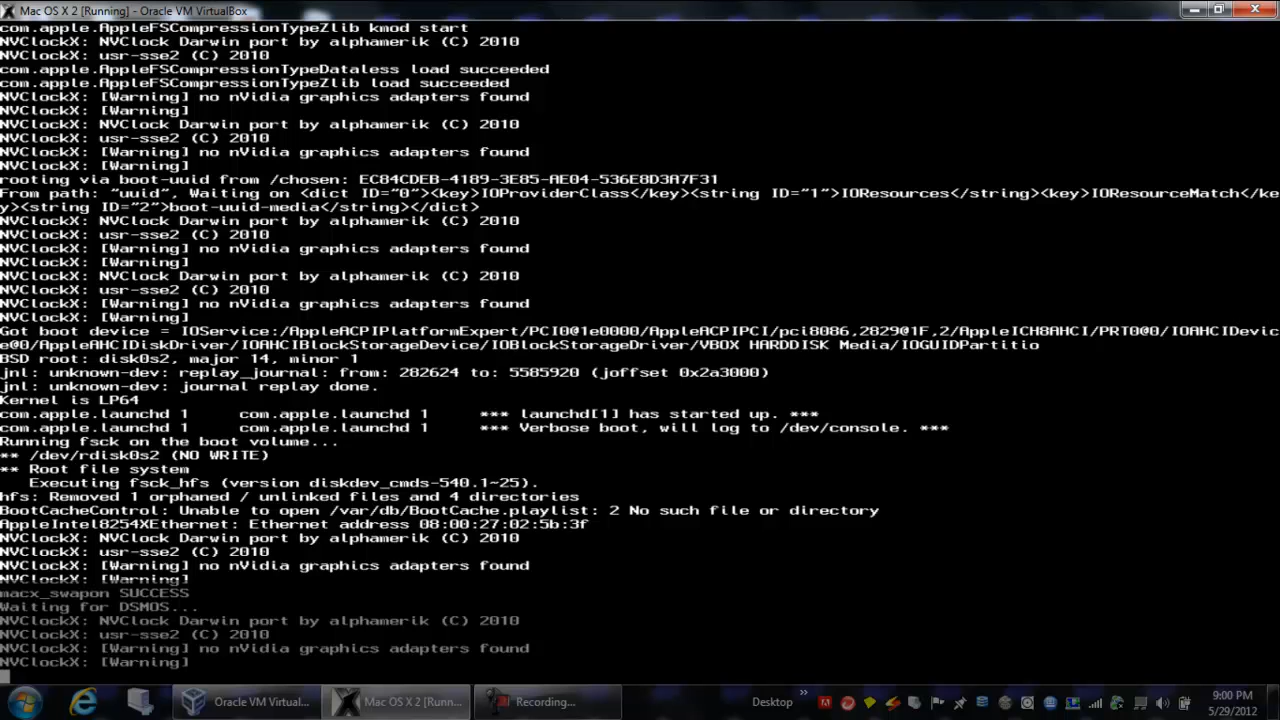 Mac OS X 2 [Running] - Oracle VM VirtualBox
com.apple.AppleFSCompressionTypeZlib kmod start
NVClockX: NVClock Darwin port by alphamerik (C) 2010
NVClockX: usr-sse2 (C) 2010
com.apple.AppleFSCompressionTypeDataless load succeeded
com.apple.AppleFSCompressionTypeZlib load succeeded
NVClockX: [Warning] no nVidia graphics adapters found
NVClockX: [Warning]
NVClockX: NVClock Darwin port by alphamerik (C) 2010
NVClockX: usr-sse2 (C) 2010
NVClockX: [Warning] no nVidia graphics adapters found
NVClockX: [Warning]
rooting via boot-uuid from /chosen: EC84CDEB-4189-3E85-AE04-536E8D3A7F31
From path: "uuid", Waiting on <dict ID="0"><key>IOProviderClass</key><string ID="1">IOResources</string><key>IOResourceMatch</ke
y><string ID="2">boot-uuid-media</string></dict>
NVClockX: NVClock Darwin port by alphamerik (C) 2010
NVClockX: usr-sse2 (C) 2010
NVClockX: [Warning] no nVidia graphics adapters found
NVClockX: [Warning]
NVClockX: NVClock Darwin port by alphamerik (C) 2010
NVClockX: usr-sse2 (C) 2010
NVClockX: [Warning] no nVidia graphics adapters found
NVClockX: [Warning]
Got boot device = IOService:/AppleACPIPlatformExpert/PCI0@1e0000/AppleACPIPCI/pci8086,2829@1F,2/AppleICH8AHCI/PRT0@0/IOAHCIDevic
e@0/AppleAHCIDiskDriver/IOAHCIBlockStorageDevice/IOBlockStorageDriver/VBOX HARDDISK Media/IOGUIDPartitio
BSD root: disk0s2, major 14, minor 1
jnl: unknown-dev: replay_journal: from: 282624 to: 5585920 (joffset 0x2a3000)
jnl: unknown-dev: journal replay done.
Kernel is LP64
com.apple.launchd 1 com.apple.launchd 1 *** launchd[1] has started up. ***
com.apple.launchd 1 com.apple.launchd 1 *** Verbose boot, will log to /dev/console. ***
Running fsck on the boot volume...
** /dev/rdisk0s2 (NO WRITE)
** Root file system
Executing fsck_hfs (version diskdev_cmds-540.1~25).
hfs: Removed 1 orphaned / unlinked files and 4 directories
BootCacheControl: Unable to open /var/db/BootCache.playlist: 2 No such file or directory
AppleIntel8254XEthernet: Ethernet address 08:00:27:02:5b:3f
NVClockX: NVClock Darwin port by alphamerik (C) 2010
NVClockX: usr-sse2 (C) 2010
NVClockX: [Warning] no nVidia graphics adapters found
NVClockX: [Warning]
macx_swapon SUCCESS
Waiting for DSMOS...
NVClockX: NVClock Darwin port by alphamerik (C) 2010
NVClockX: usr-sse2 (C) 2010
NVClockX: [Warning] no nVidia graphics adapters found
NVClockX: [Warning]
Oracle VM Virtual... Mac OS X 2 [Runn... Recording... Desktop » 9:00 PM
5/29/2012